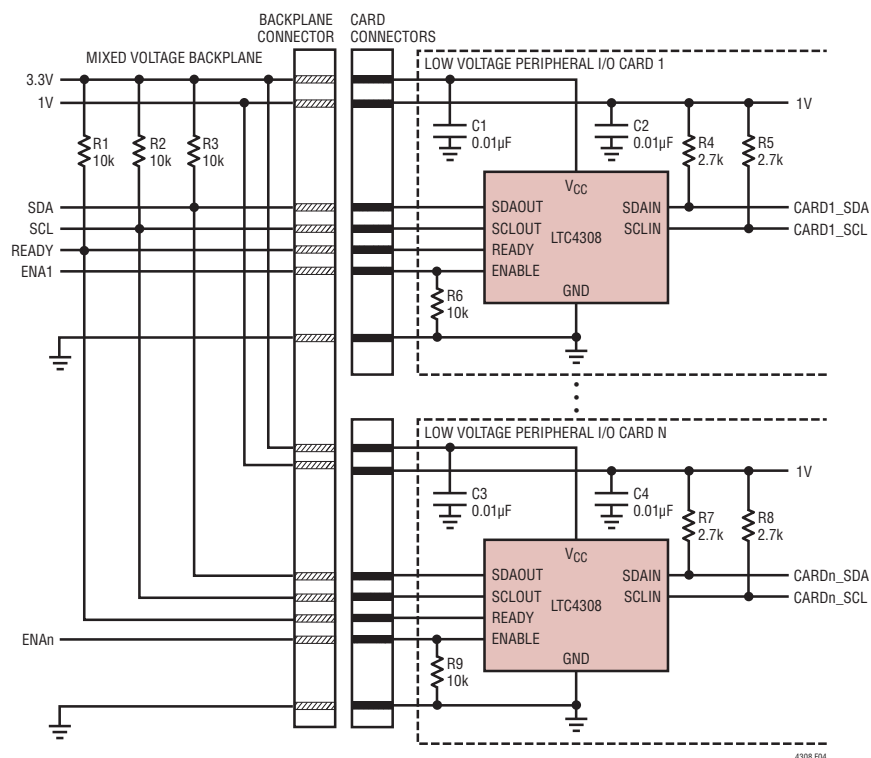 BACKPLANE CONNECTOR
CARD CONNECTORS
MIXED VOLTAGE BACKPLANE
LOW VOLTAGE PERIPHERAL I/O CARD 1
3.3V
1V
1V
R1
10k
R2
10k
R3
10k
C1
0.01µF
C2
0.01µF
R4
2.7k
R5
2.7k
VCC
SDA
SCL
READY
ENA1
SDAOUT
SCLOUT
READY
ENABLE
LTC4308
SDAIN
SCLIN
GND
CARD1_SDA
CARD1_SCL
R6
10k
LOW VOLTAGE PERIPHERAL I/O CARD N
1V
C3
0.01µF
C4
0.01µF
R7
2.7k
R8
2.7k
VCC
SDAOUT
SCLOUT
READY
ENABLE
LTC4308
SDAIN
SCLIN
GND
CARDn_SDA
CARDn_SCL
ENAn
R9
10k
4308 F04